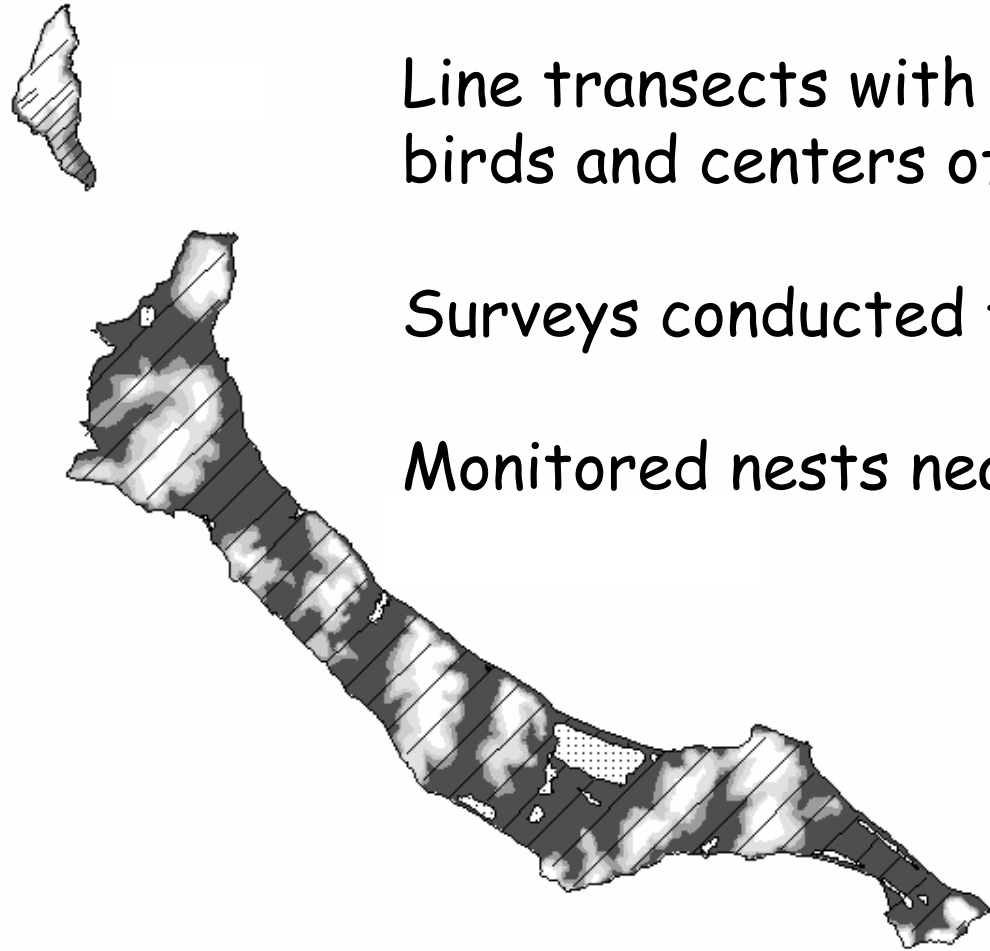 Line transects with
birds and centers
Surveys conducted
Monitored nests